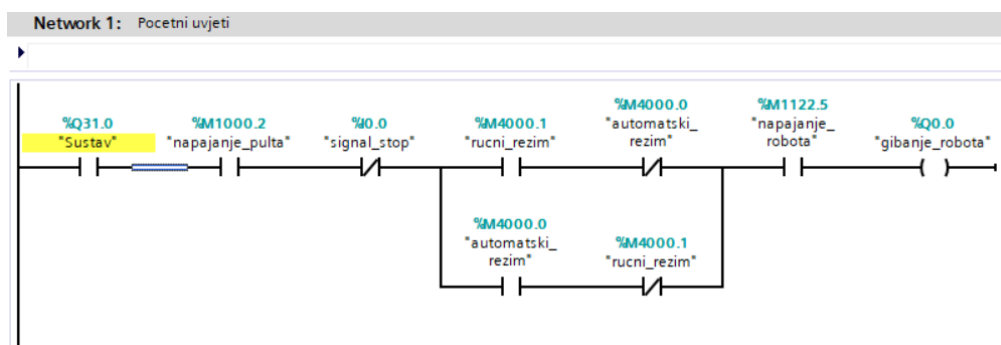 Network 1: Pocetni uvjeti
%Q31.0
"Sustav"
%M1000.2
"napajanje_pulta"
%I0.0
"signal_stop"
%M4000.1
"rucni_rezim"
%M4000.0
"automatski_
rezim"
%M1122.5
"napajanje_
robota"
%Q0.0
"gibanje_robota"
%M4000.0
"automatski_
rezim"
%M4000.1
"rucni_rezim"